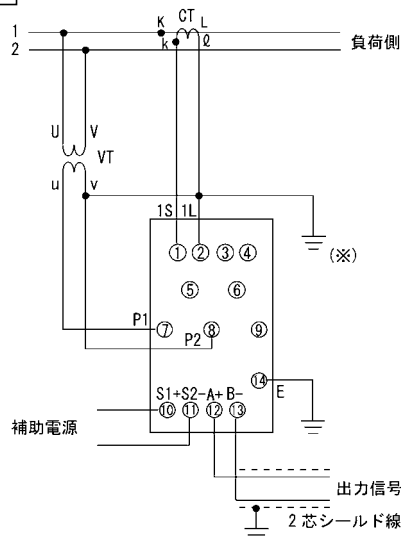 CT
1 K L
2 k ℓ 負荷側
U V
VT
u v
1S 1L
(※)
① ② ③ ④
⑤ ⑥
P1 ⑦ ⑧ ⑨
P2
⑭ E
S1+ S2- A+ B-
⑩ ⑪ ⑫ ⑬
補助電源
出力信号
2芯シールド線